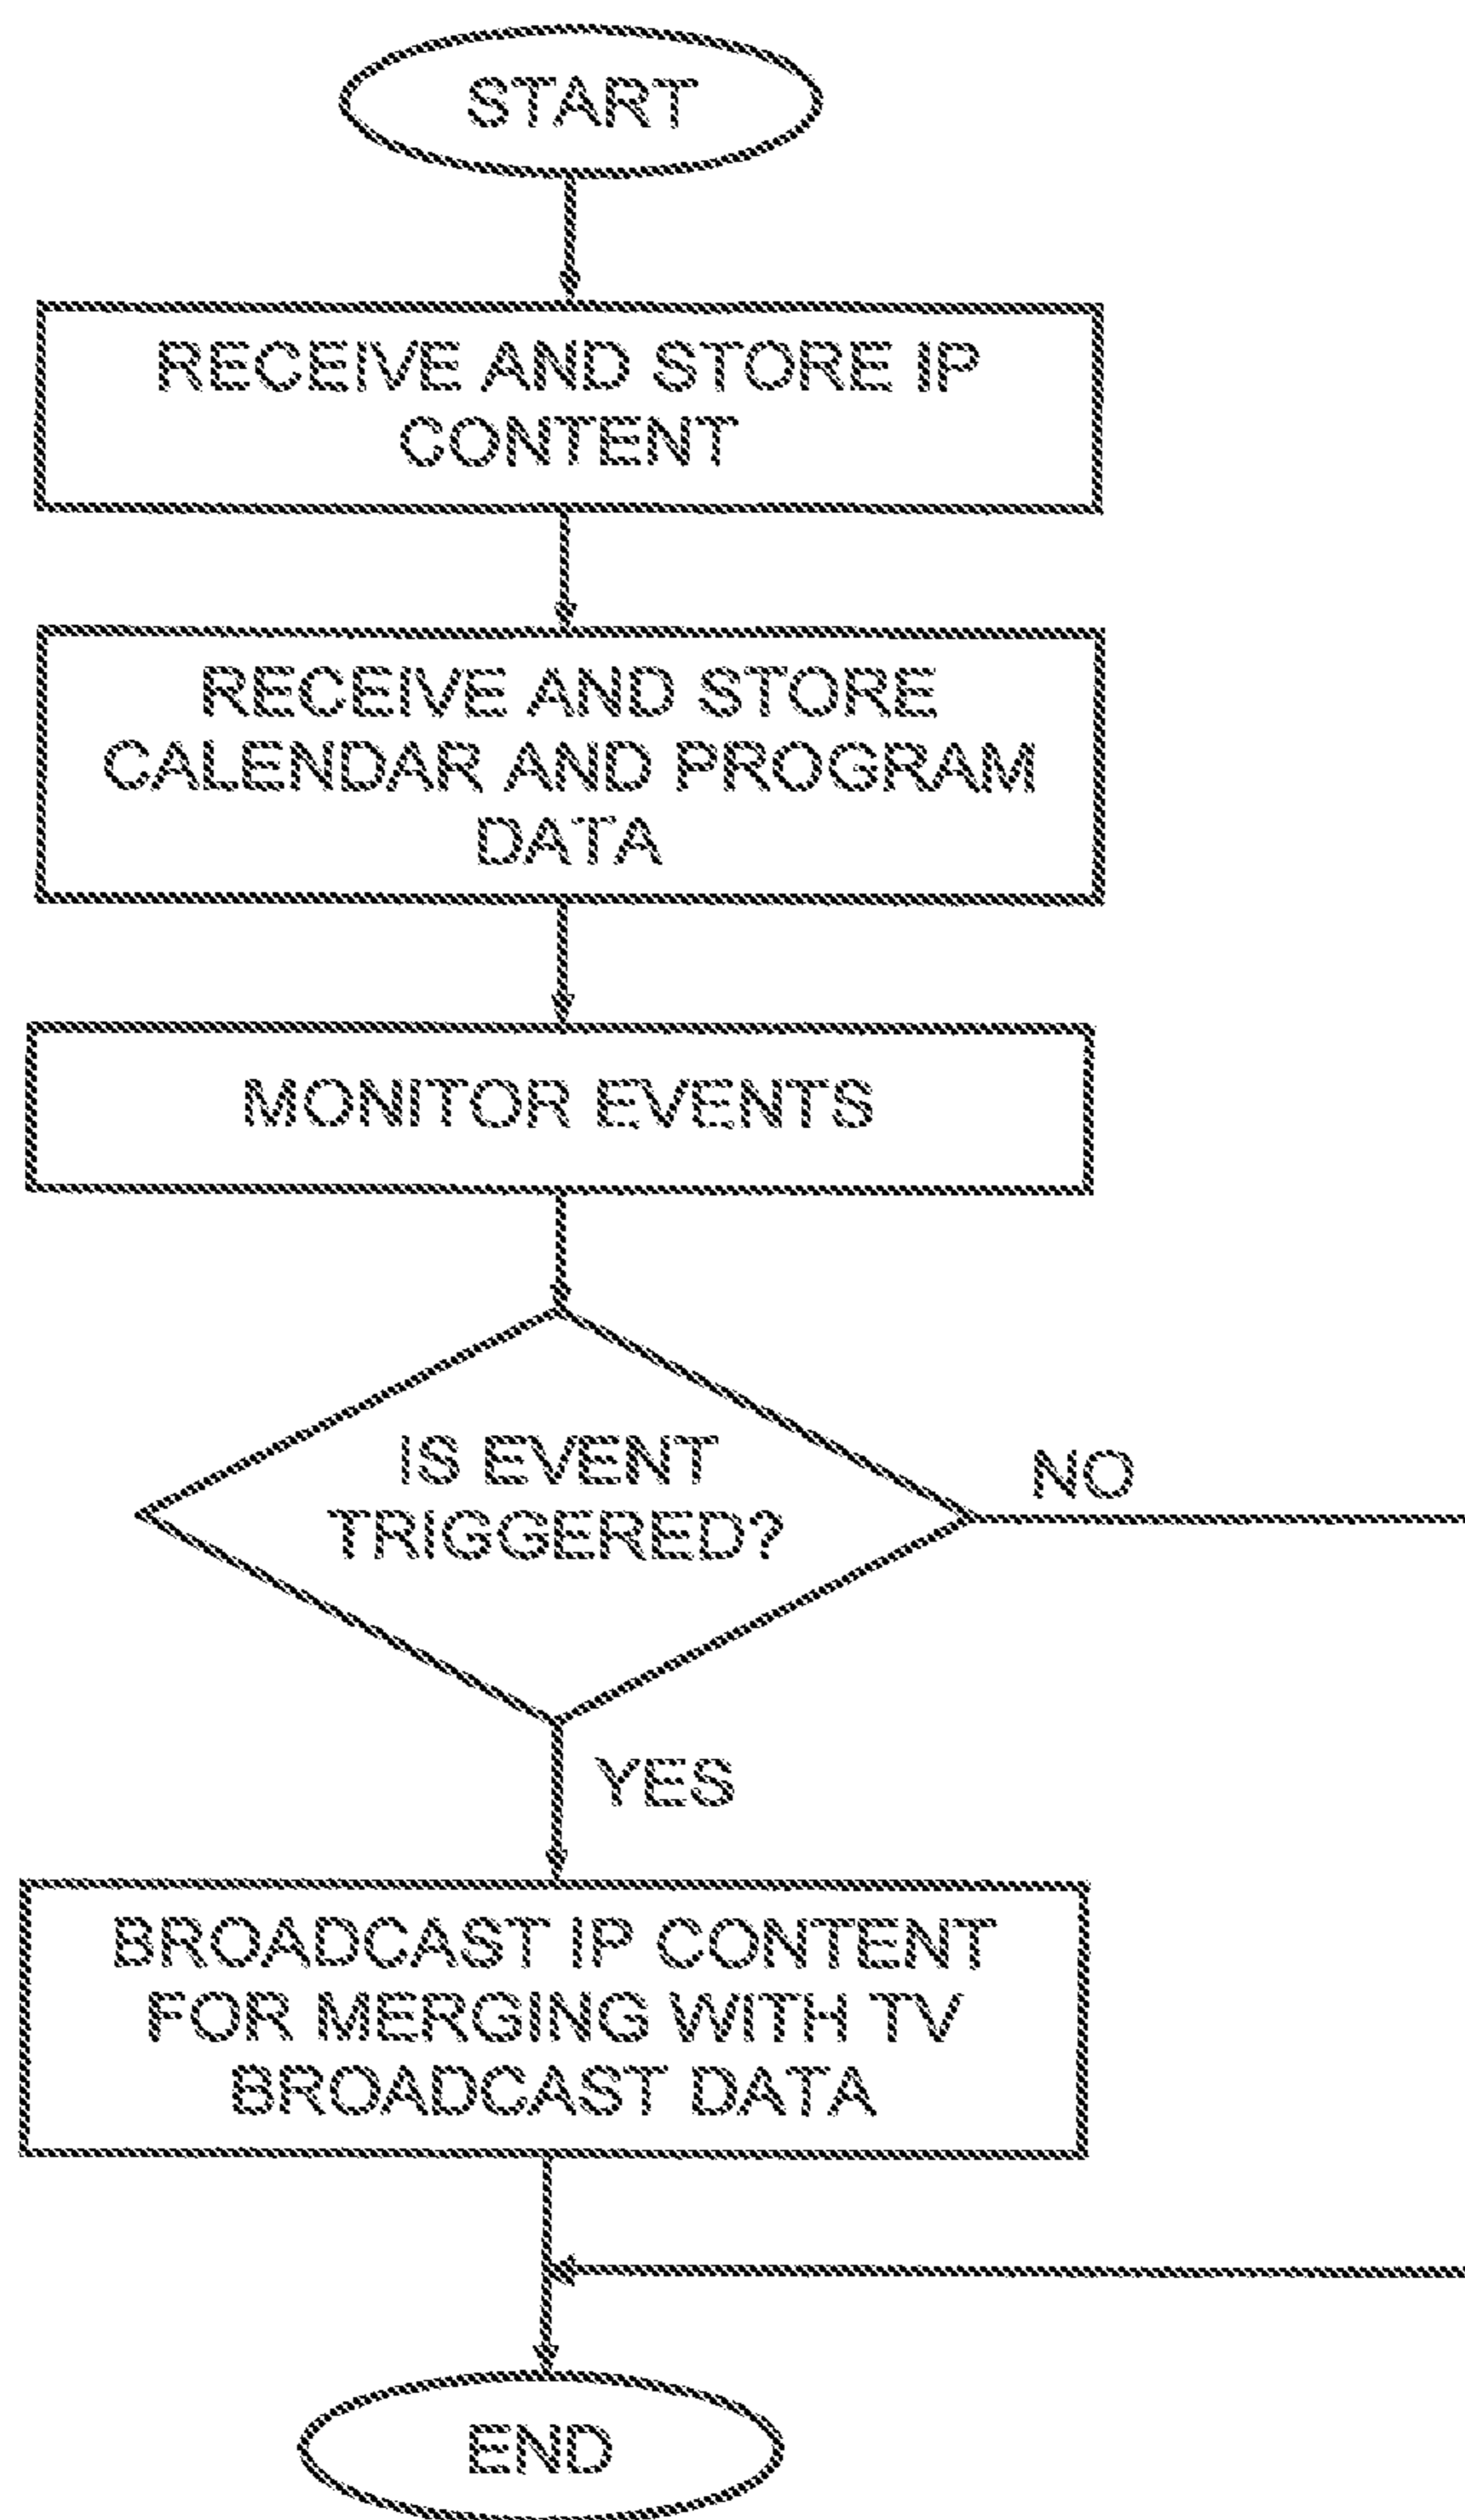 START
RECEIVE AND STORE IP
CONTENT
RECEIVE AND STORE
CALENDAR AND PROGRAM
DATA
MONITOR EVENTS
IS EVENT
TRIGGERED?
NO
YES
BROADCAST IP CONTENT
FOR MERGING WITH TV
BROADCAST DATA
END